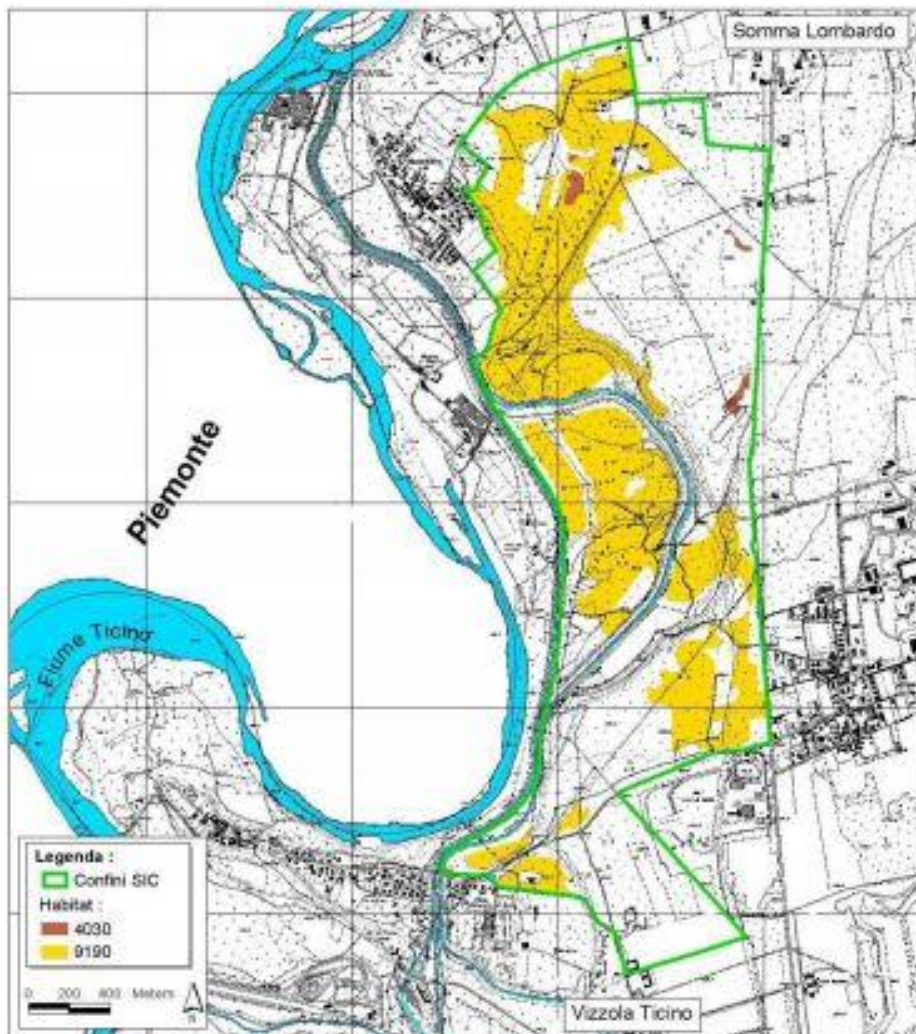 Somma Lombardo
Piemonte
Fiume Ticino
Legenda :
Confini SIC
Habitat :
4030
9190
0 200 400 Meters
N
Vizzola Ticino